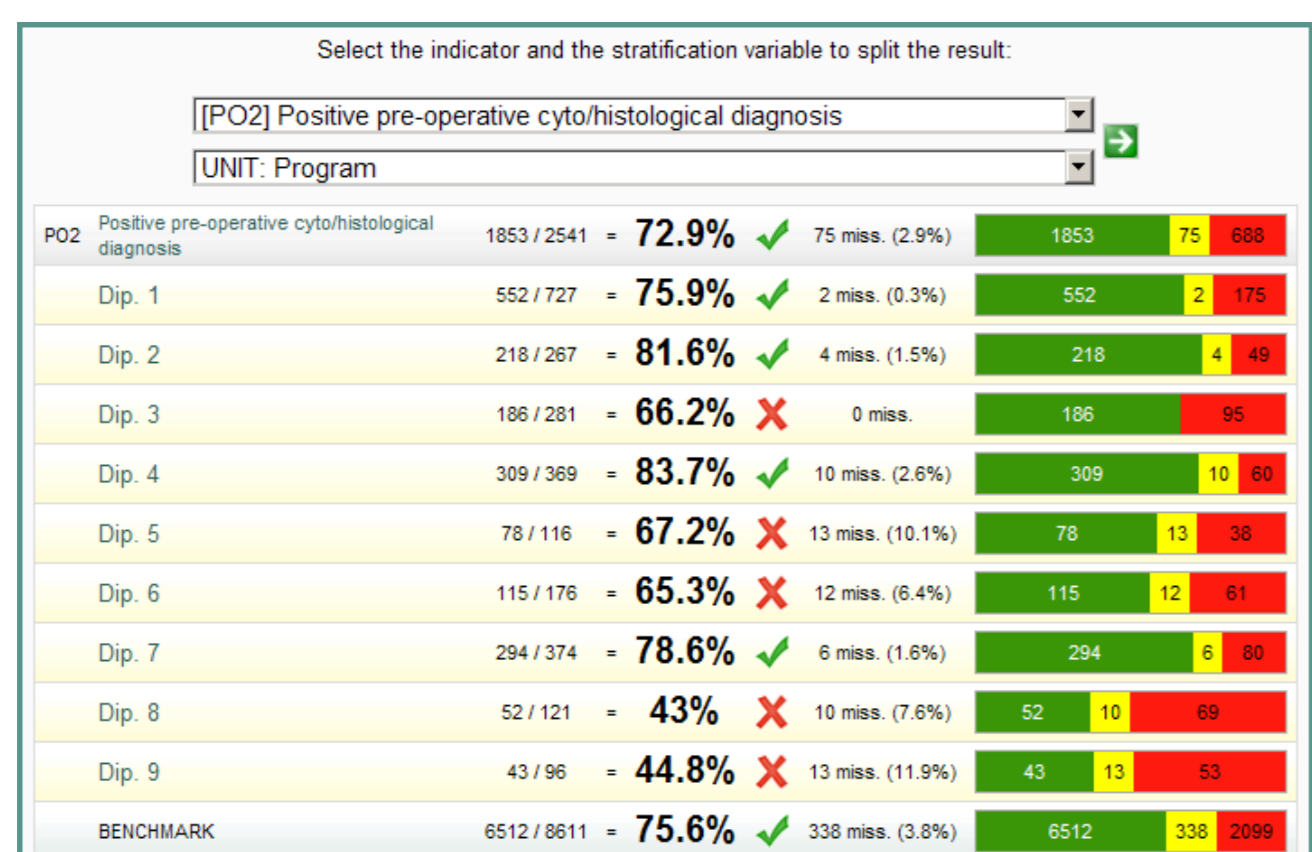 Select the indicator and the stratification variable to split the result:
[PO2] Positive pre-operative cyto/histological diagnosis
UNIT: Program
PO2 Positive pre-operative cyto/histological diagnosis 1853 / 2541 = 72.9% 75 miss. (2.9%) 1853 75 688
Dip. 1 552 / 727 = 75.9% 2 miss. (0.3%) 552 2 175
Dip. 2 218 / 267 = 81.6% 4 miss. (1.5%) 218 4 49
Dip. 3 186 / 281 = 66.2% 0 miss. 186 95
Dip. 4 309 / 369 = 83.7% 10 miss. (2.6%) 309 10 60
Dip. 5 78 / 116 = 67.2% 13 miss. (10.1%) 78 13 38
Dip. 6 115 / 176 = 65.3% 12 miss. (6.4%) 115 12 61
Dip. 7 294 / 374 = 78.6% 6 miss. (1.6%) 294 6 80
Dip. 8 52 / 121 = 43% 10 miss. (7.6%) 52 10 69
Dip. 9 43 / 96 = 44.8% 13 miss. (11.9%) 43 13 53
BENCHMARK 6512 / 8611 = 75.6% 338 miss. (3.8%) 6512 338 2099